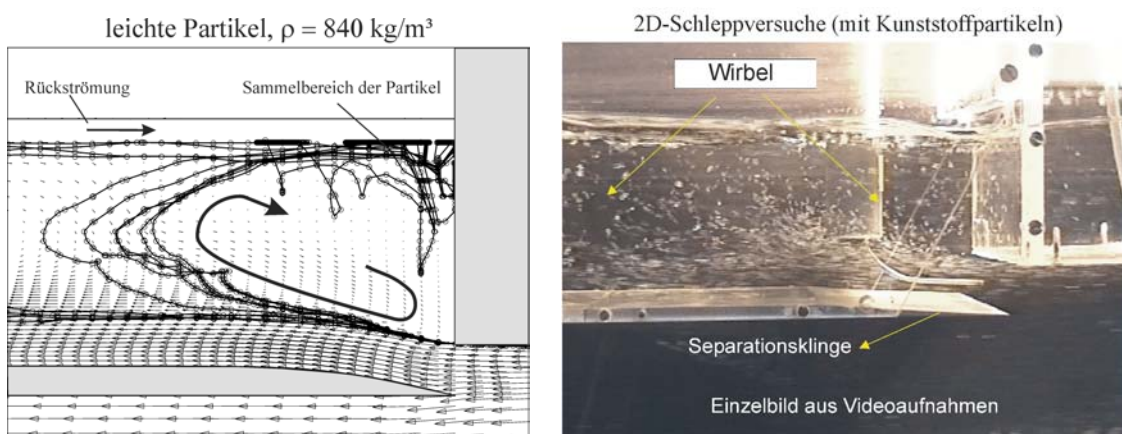 leichte Partikel, ρ = 840 kg/m³
Rückströmung
Sammelbereich der Partikel
2D-Schleppversuche (mit Kunststoffpartikeln)
Wirbel
Separationsklinge
Einzelbild aus Videoaufnahmen